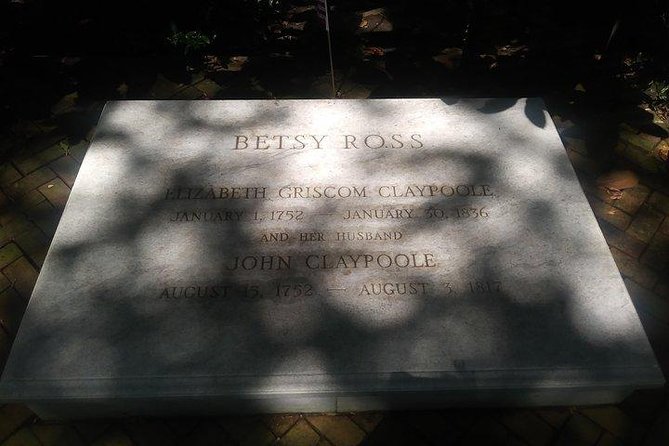 BETSY ROSS
ELIZABETH GRISCOM CLAYPOOLE
JANUARY 1, 1752 — JANUARY 30, 1836
AND HER HUSBAND
JOHN CLAYPOOLE
AUGUST 15, 1752 — AUGUST 3, 1817